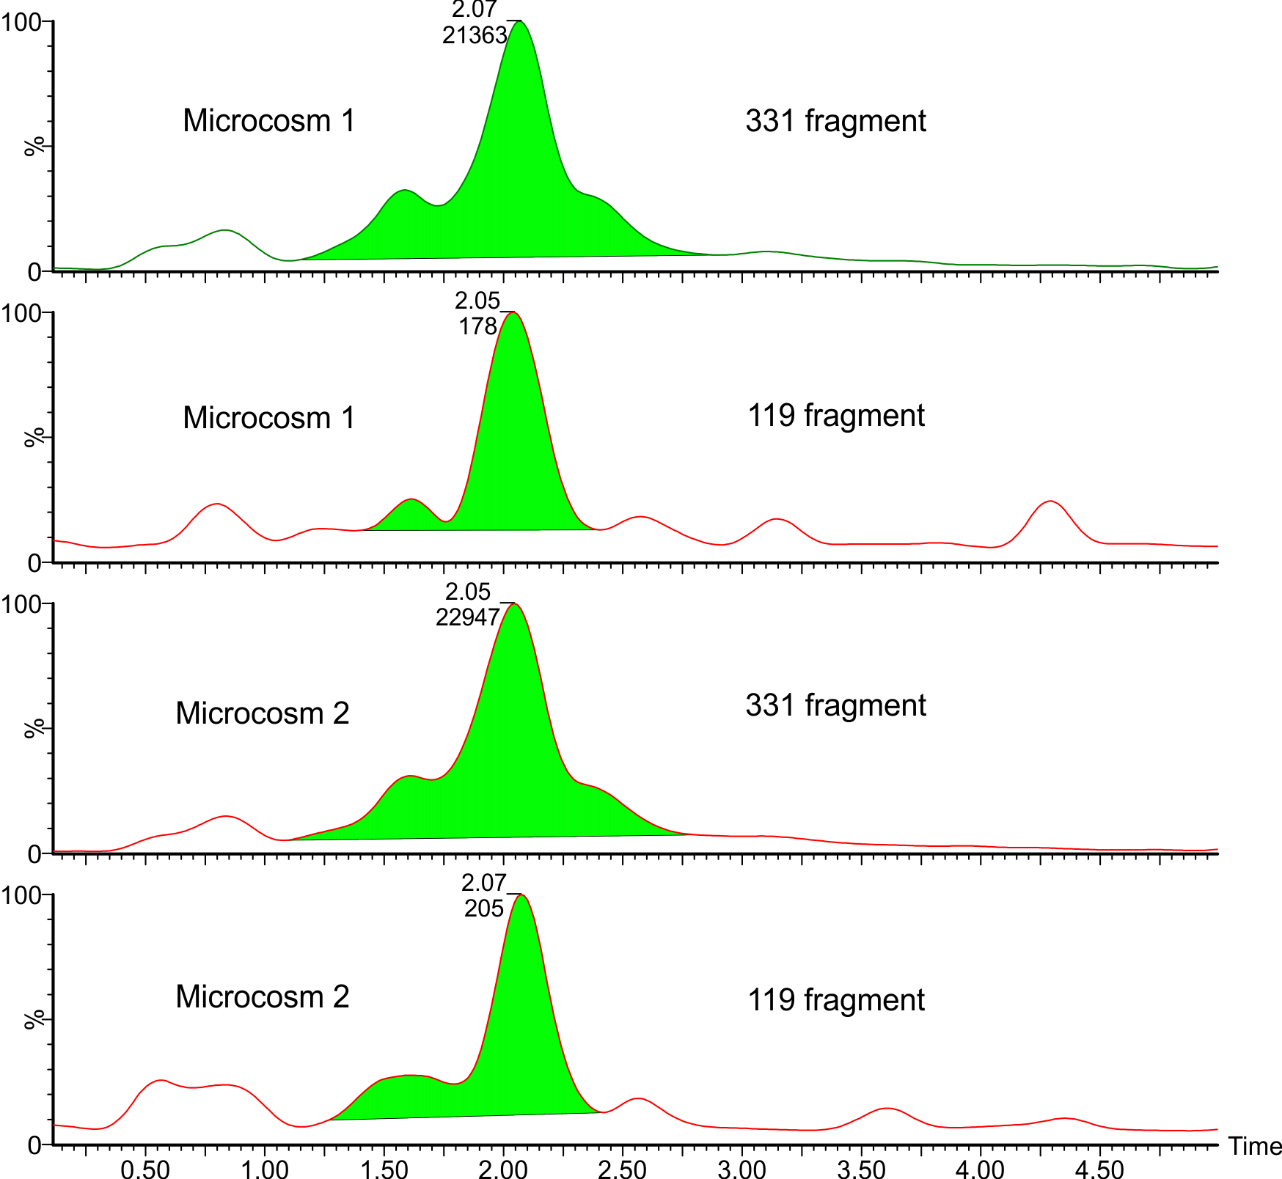 2.07
100
21363
Microcosm 1
331 fragment
%
0
2.05
100
178
Microcosm 1
119 fragment
%
0
2.05
100
22947
Microcosm 2
331 fragment
%
0
2.07
100
205
Microcosm 2
119 fragment
%
0
Time
0.50 1.00 1.50 2.00 2.50 3.00 3.50 4.00 4.50